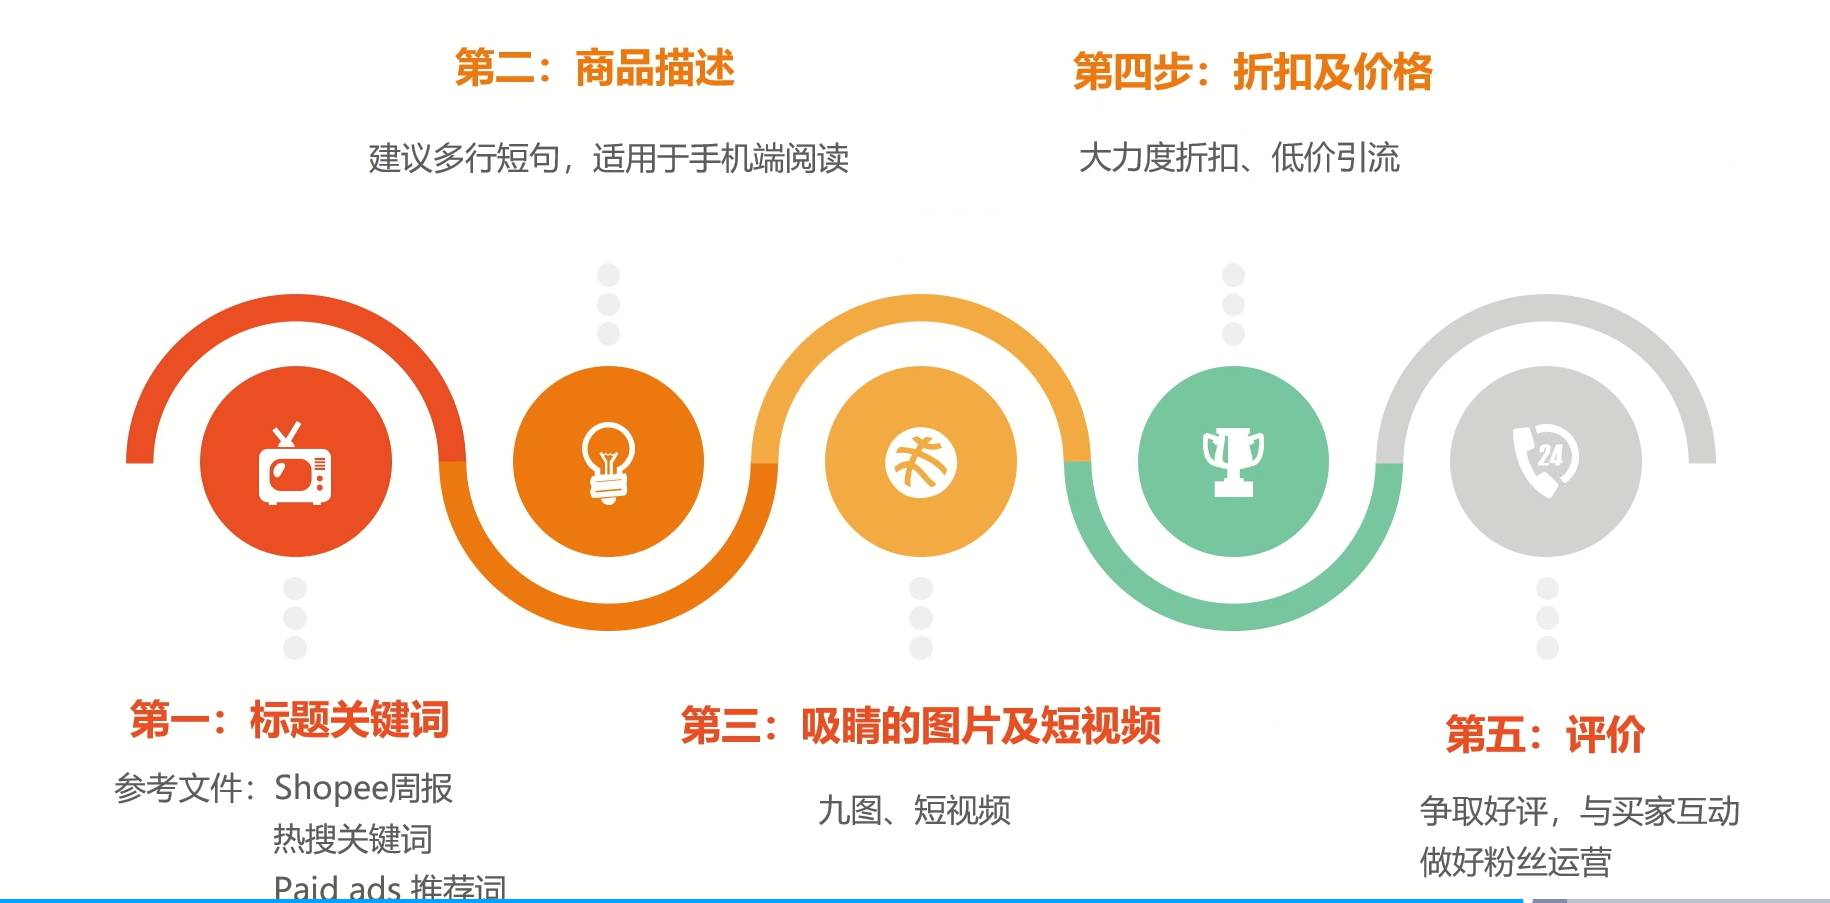 第二：商品描述
建议多行短句，适用于手机端阅读
第四步：折扣及价格
大力度折扣、低价引流
24
第一：标题关键词
参考文件：Shopee周报
热搜关键词
Paid ads 推荐词
第三：吸睛的图片及短视频
九图、短视频
第五：评价
争取好评，与买家互动
做好粉丝运营